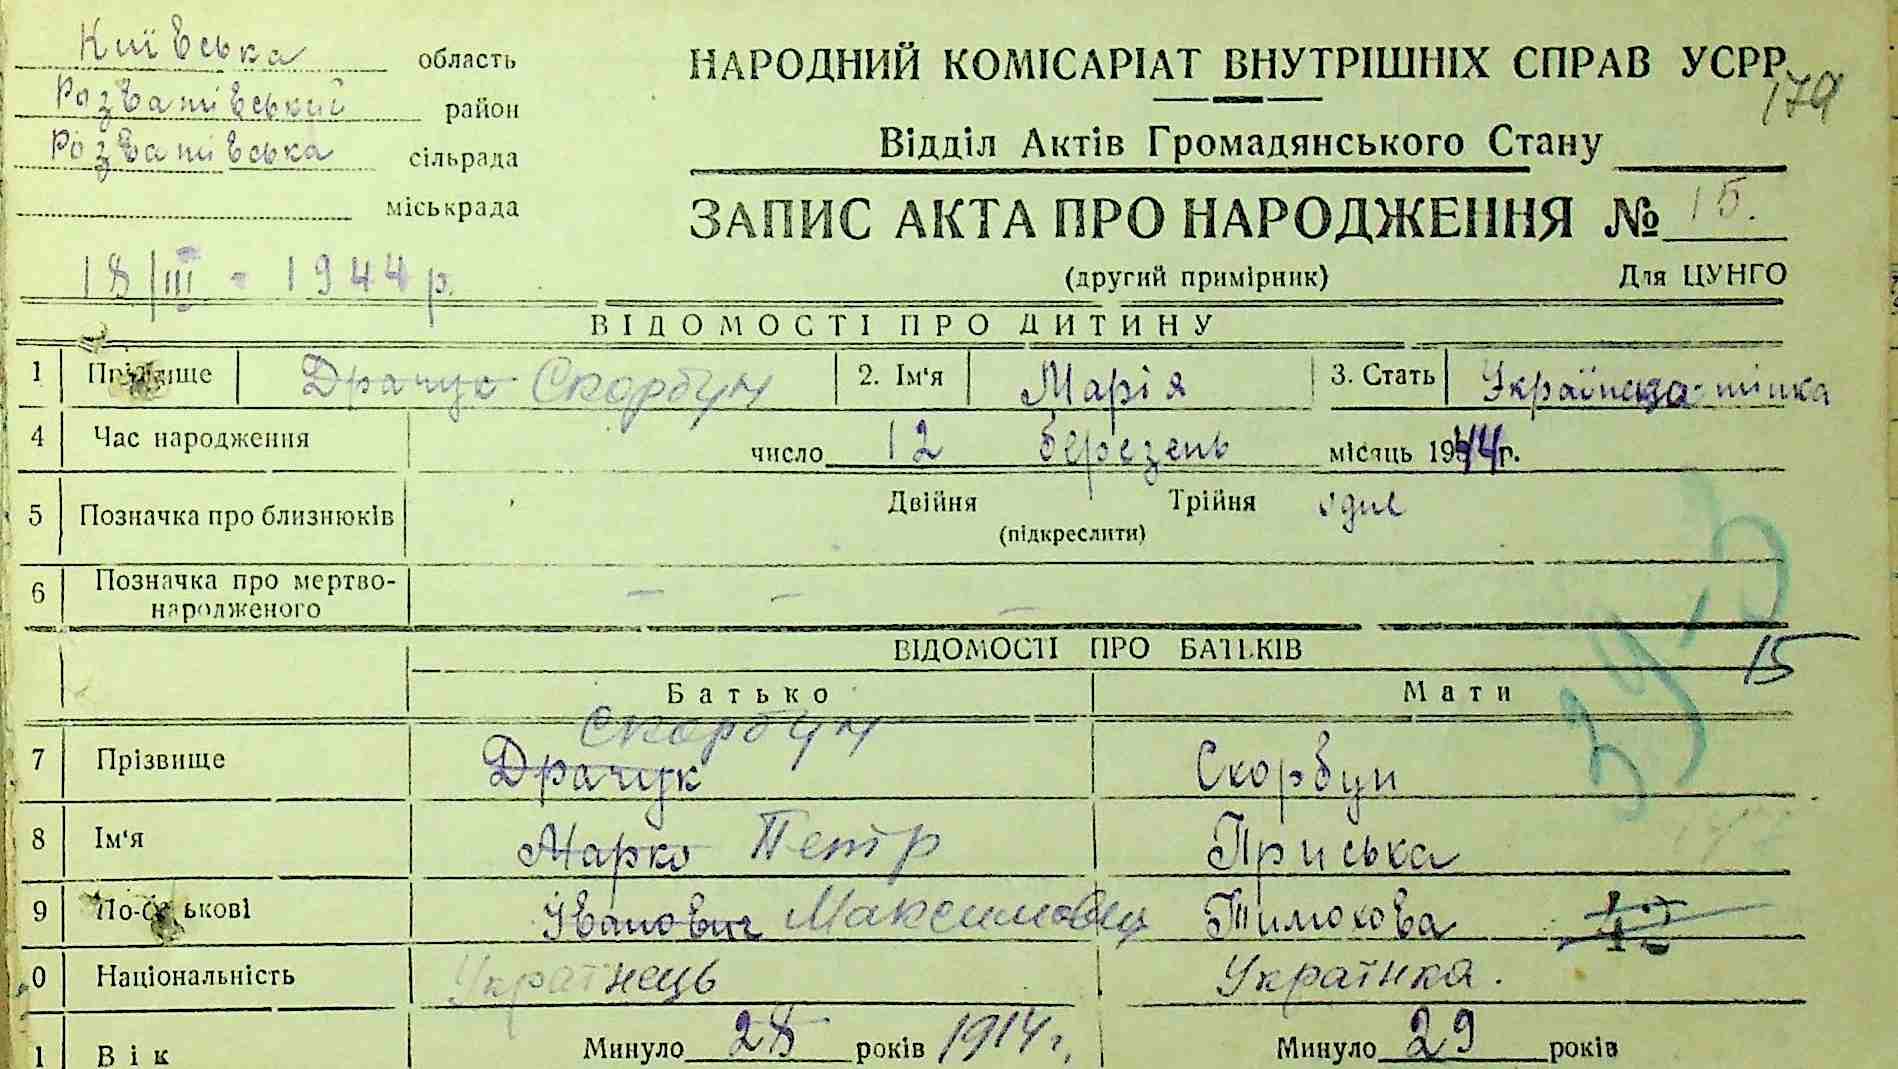 Київська область
Розватівський район
Розватівська сільрада
міськрада
18/III - 1944 р.
НАРОДНИЙ КОМІСАРІАТ ВНУТРІШНІХ СПРАВ УСРР
179
Відділ Актів Громадянського Стану
ЗАПИС АКТА ПРО НАРОДЖЕННЯ № 15.
(другий примірник) Для ЦУНГО
ВІДОМОСТІ ПРО ДИТИНУ
1 Прізвище Драчук Скорбун 2. Ім'я Марія 3. Стать
4 Час народження число 12 березень місяць 1944 г.
5 Позначка про близнюків Двійня Трійня одне
(підкреслити)
6 Позначка про мертво-
народженого — — —
ВІДОМОСТІ ПРО БАТЬКІВ
15
Батько Мати
7 Прізвище Драчук Скорбун Скорбун
8 Ім'я Марко Петр Приська
9 По-батькові Іванович Максимович Тимохова 42
0 Національність Українець Українка.
1 Вік Минуло 28 років 1914 г. Минуло 29 років